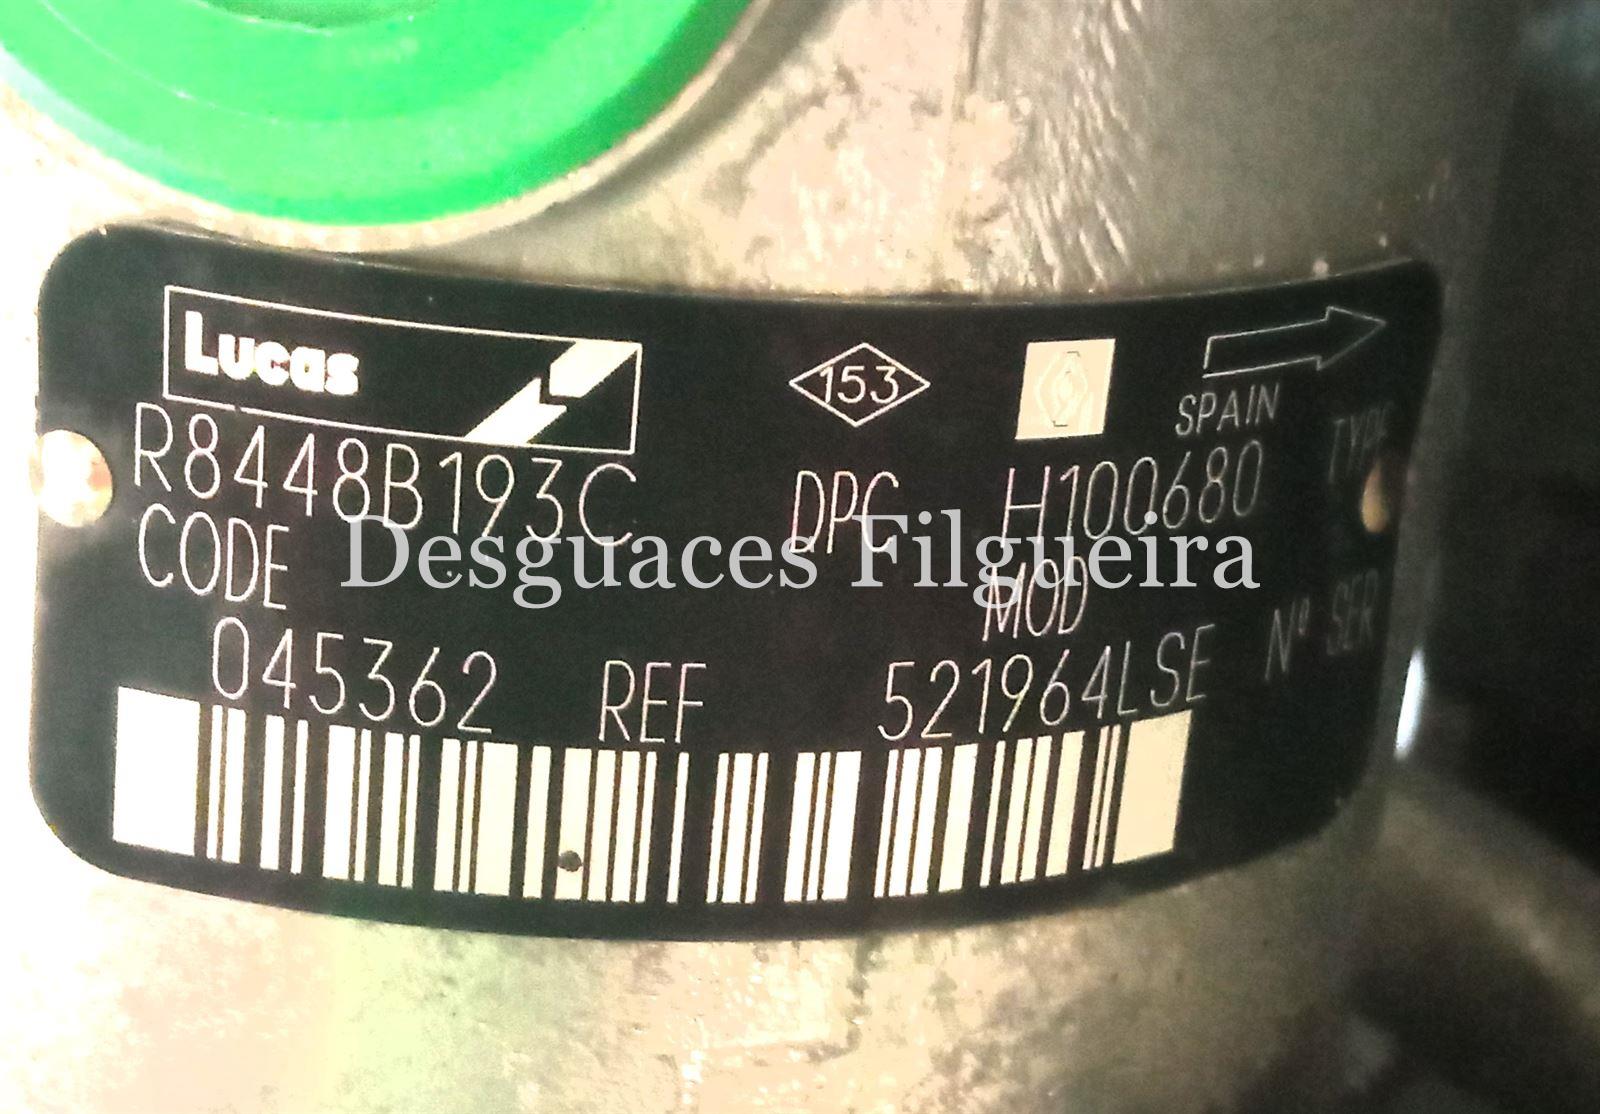 Lucas
153
SPAIN
R8448B193C DPC H100680 TYPE
CODE MOD
045362 REF 521964LSE Nº SER
Desguaces Filgueira